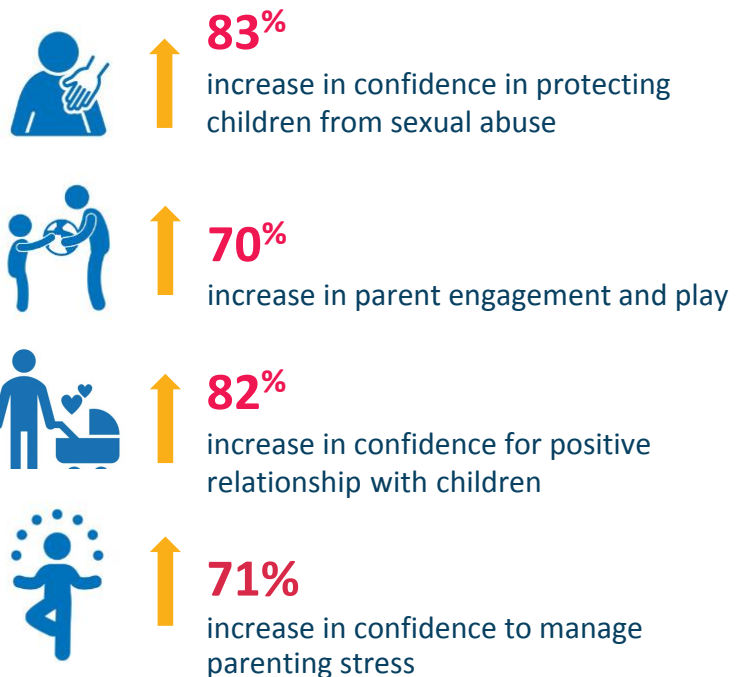 83%
increase in confidence in protecting
children from sexual abuse
70%
increase in parent engagement and play
82%
increase in confidence for positive
relationship with children
71%
increase in confidence to manage
parenting stress